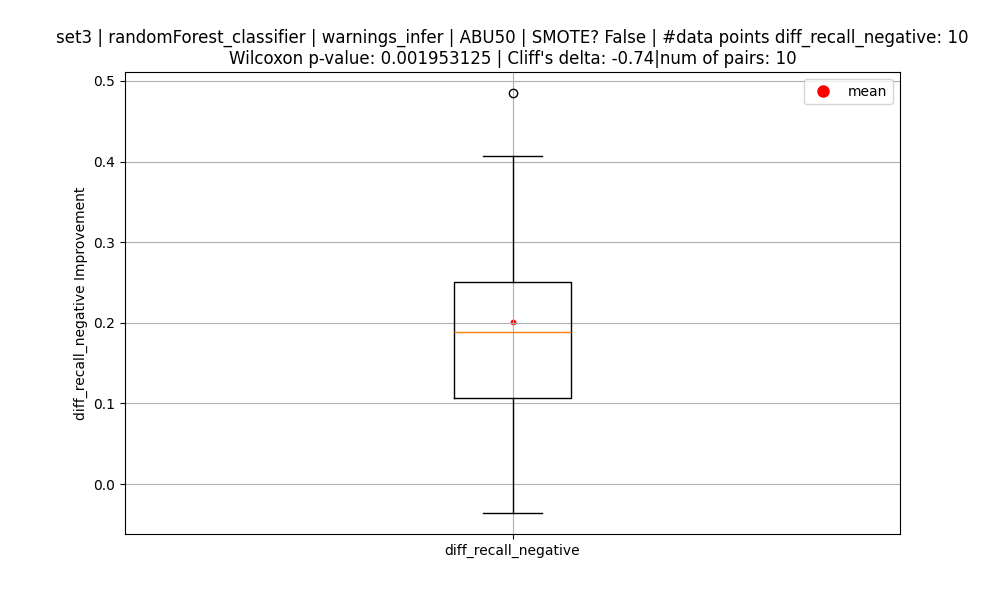 set3 | randomForest_classifier | warnings_infer | ABU50 | SMOTE? False | #data points diff_recall_negative: 10
Wilcoxon p-value: 0.001953125 | Cliff's delta: -0.74|num of pairs: 10
mean
0.5
0.4
0.3
0.2
0.1
0.0
diff_recall_negative Improvement
diff_recall_negative